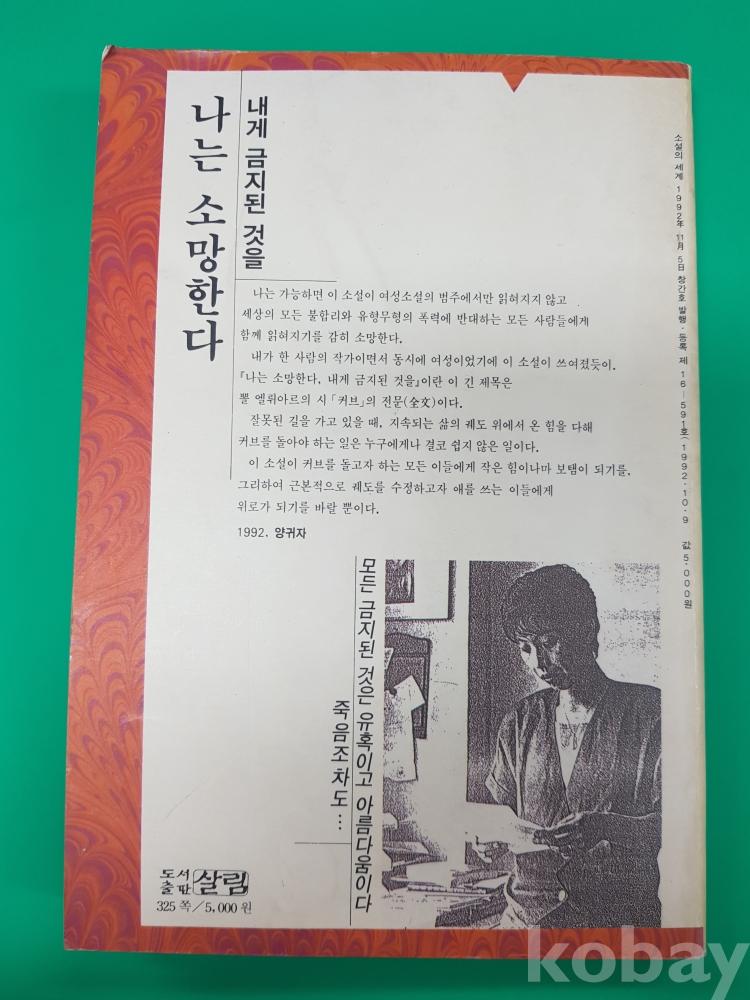 나는 소망한다
내게 금지된 것을
나는 가능하면 이 소설이 여성소설의 범주에서만 읽혀지지 않고
세상의 모든 불합리와 유형무형의 폭력에 반대하는 모든 사람들에게
함께 읽혀지기를 감히 소망한다.
내가 한 사람의 작가이면서 동시에 여성이었기에 이 소설이 쓰여졌듯이.
『나는 소망한다, 내게 금지된 것을』이란 이 긴 제목은
뽈 엘뤼아르의 시 「커브」의 전문(全文)이다.
잘못된 길을 가고 있을 때, 지속되는 삶의 궤도 위에서 온 힘을 다해
커브를 돌아야 하는 일은 누구에게나 결코 쉽지 않은 일이다.
이 소설이 커브를 돌고자 하는 모든 이들에게 작은 힘이나마 보탬이 되기를,
그리하여 근본적으로 궤도를 수정하고자 애를 쓰는 이들에게
위로가 되기를 바랄 뿐이다.
1992. 양귀자
모든 금지된 것은 유혹이고 아름다움이다
죽음조차도…
도서출판 살림
325 쪽／5,000 원
소설의 세계 1992年 11月 5日 창간호 발행·등록 제 16－591호(1992·10·9 값 5,000원
kobay